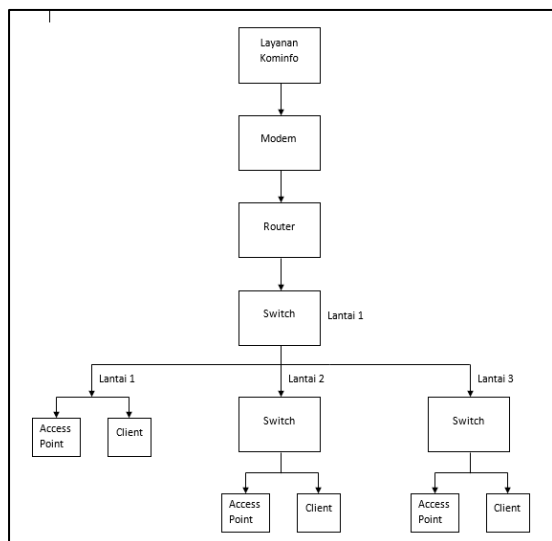 Layanan
Kominfo
Modem
Router
Switch
Lantai 1
Lantai 1
Lantai 2
Lantai 3
Access
Point
Client
Switch
Switch
Access
Point
Client
Access
Point
Client